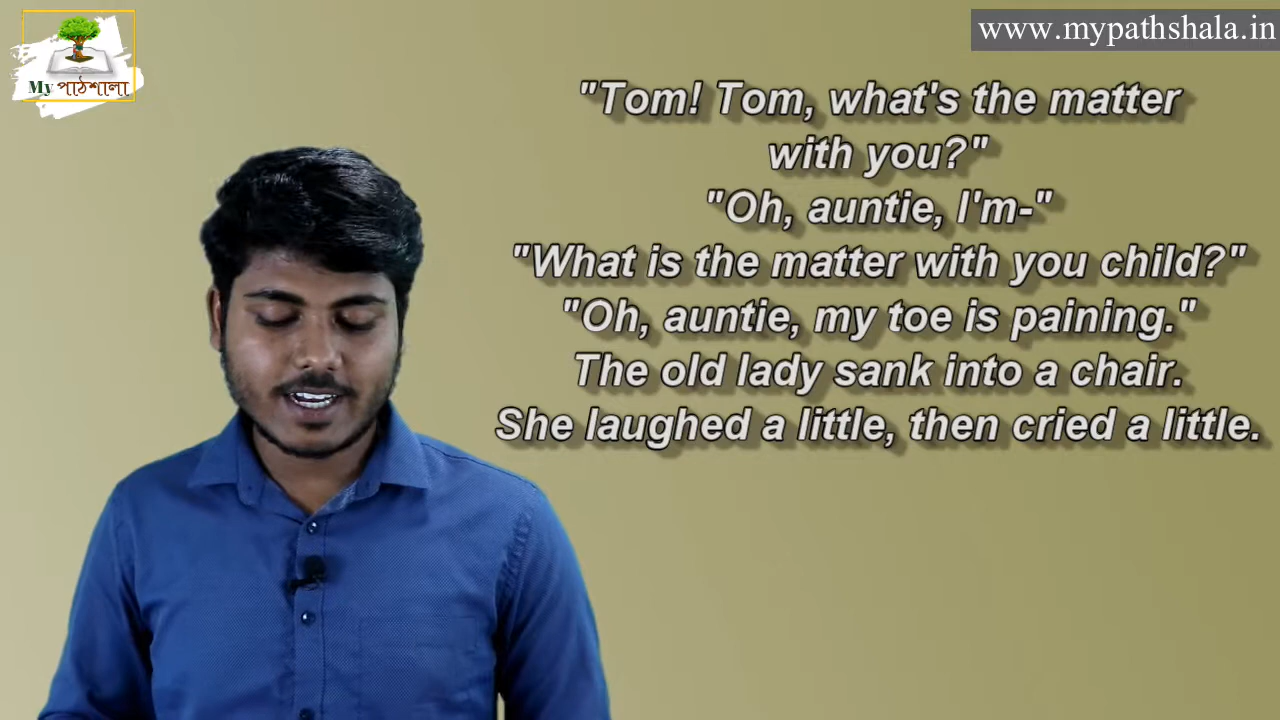 www.mypathshala.in
My পাঠশালা
"Tom! Tom, what's the matter
with you?"
"Oh, auntie, I'm-"
"What is the matter with you child?"
"Oh, auntie, my toe is paining."
The old lady sank into a chair.
She laughed a little, then cried a little.